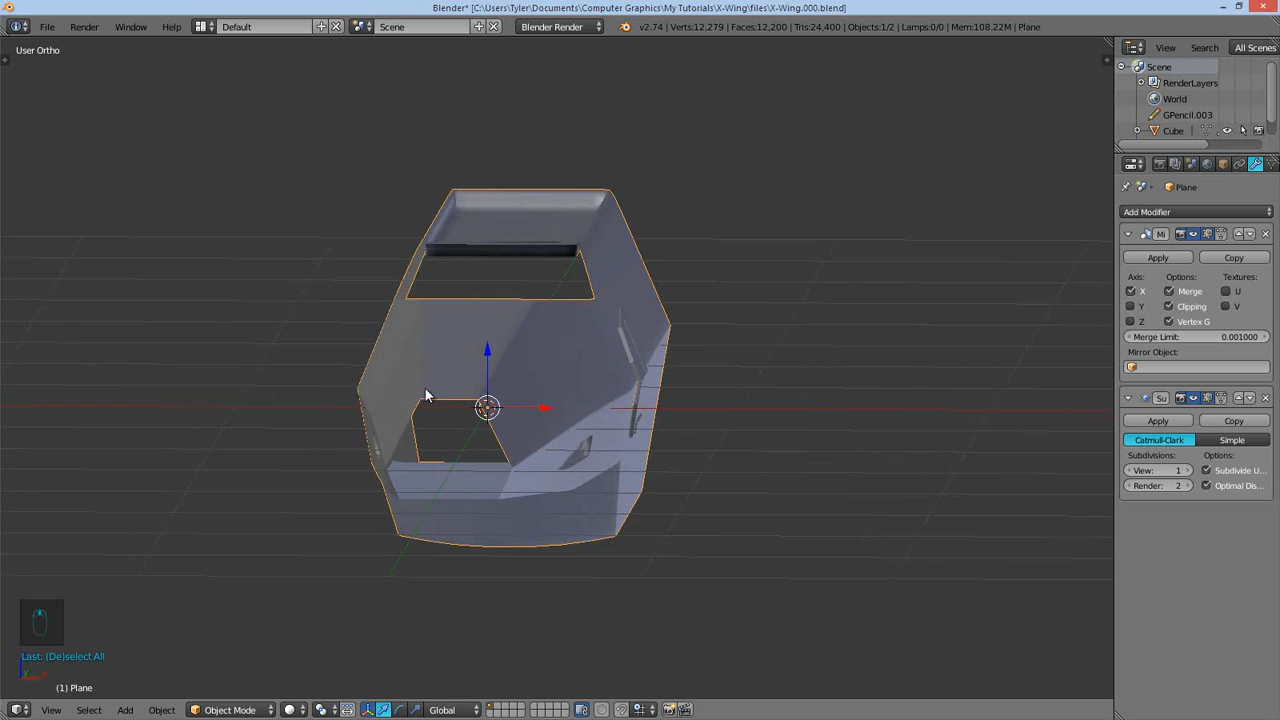 Blender* [C:\Users\Tyler\Documents\Computer Graphics\My Tutorials\X-Wing\files\X-Wing.000.blend]
File Render Window Help Default Scene Blender Render v2.74 | Verts:12,279 | Faces:12,200 | Tris:24,400 | Objects:1/2 | Lamps:0/0 | Mem:108.22M | Plane
User Ortho
View Search All Scenes
Scene
RenderLayers
World
GPencil.003
Cube
Plane
Add Modifier
Mi
Apply Copy
Axis: Options: Textures:
X Merge U
Y Clipping V
Z Vertex G
Merge Limit: 0.001000
Mirror Object:
Su
Apply Copy
Catmull-Clark Simple
Subdivisions: Options:
View: 1 Subdivide U...
Render: 2 Optimal Dis...
Last: (De)select All
(1) Plane
View Select Add Object Object Mode Global